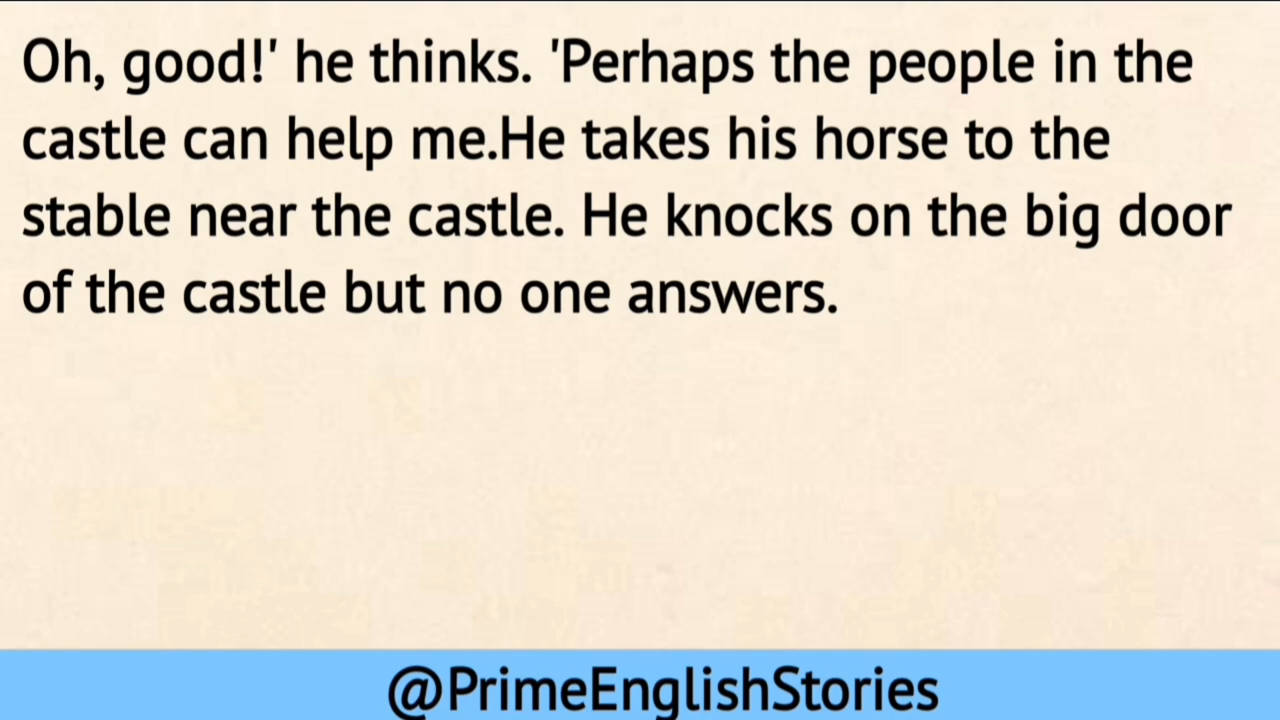 Oh, good!' he thinks. 'Perhaps the people in the
castle can help me.He takes his horse to the
stable near the castle. He knocks on the big door
of the castle but no one answers.
@PrimeEnglishStories